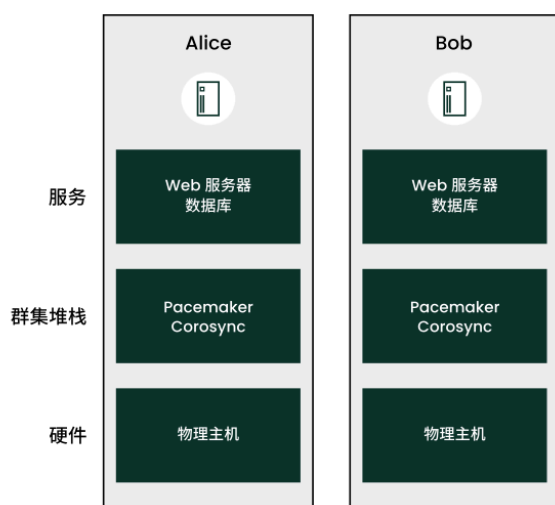 Alice
Bob
服务
Web 服务器
数据库
Web 服务器
数据库
群集堆栈
Pacemaker
Corosync
Pacemaker
Corosync
硬件
物理主机
物理主机